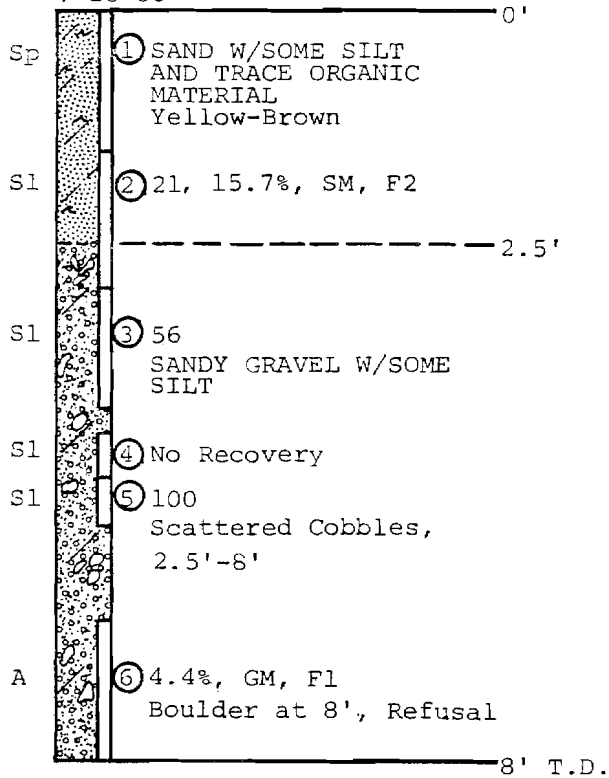 0'
Sp ① SAND W/SOME SILT
AND TRACE ORGANIC
MATERIAL
Yellow-Brown
Sl ② 21, 15.7%, SM, F2
2.5'
Sl ③ 56
SANDY GRAVEL W/SOME
SILT
Sl ④ No Recovery
Sl ⑤ 100
Scattered Cobbles,
2.5'-8'
A ⑥ 4.4%, GM, F1
Boulder at 8', Refusal
8' T.D.